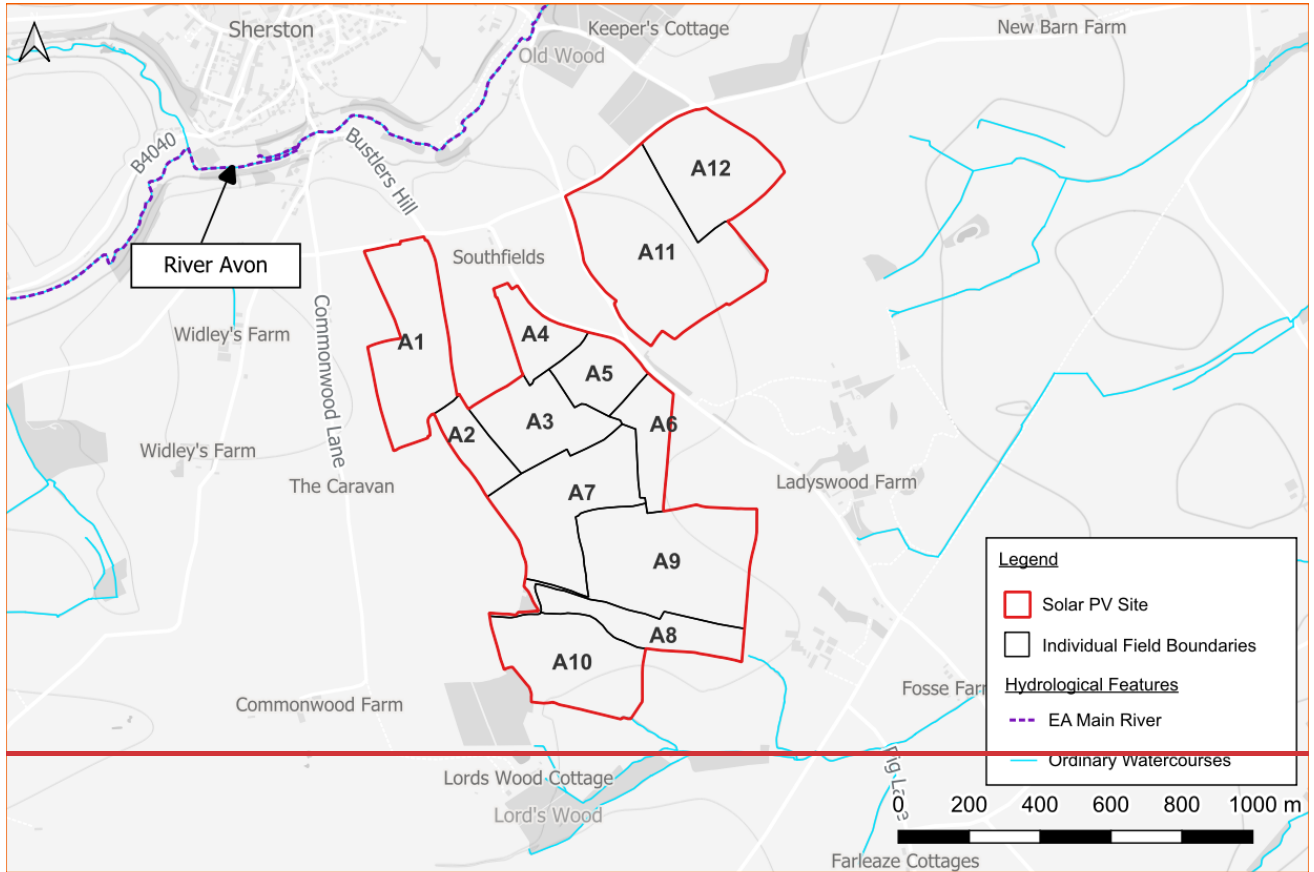 Sherston
Keeper's Cottage
New Barn Farm
Old Wood
B4040
Bustlers Hill
A12
River Avon
Southfields
A11
Widley's Farm
Commonwood Lane
A1
A4
A5
A3
A6
A2
Widley's Farm
The Caravan
A7
Ladyswood Farm
A9
A8
A10
Commonwood Farm
Fosse Farm
Legend
Solar PV Site
Individual Field Boundaries
Hydrological Features
EA Main River
Ordinary Watercourses
Lords Wood Cottage
Lord's Wood
Pig Lane
0 200 400 600 800 1000 m
Farleaze Cottages